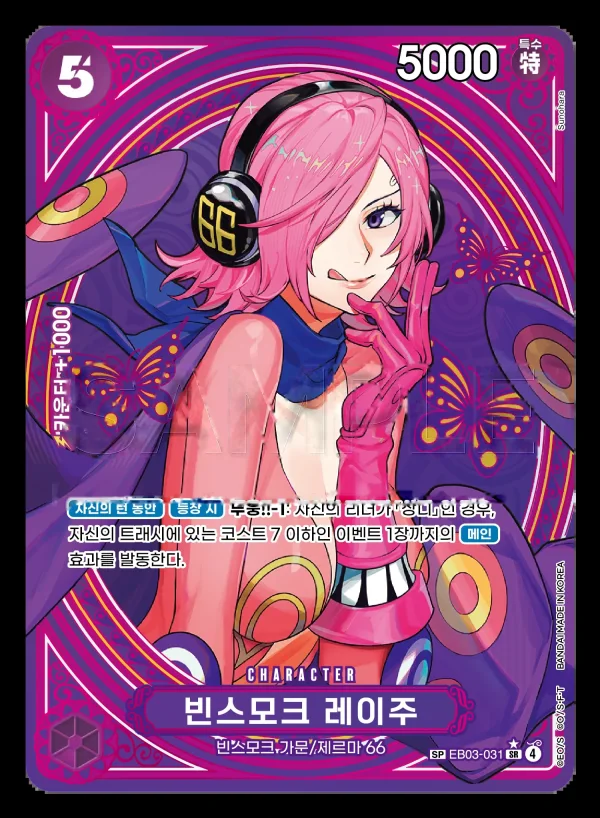 5
5000
특수
特
Sunohara
카운터+1000
66
SAMPLE
자신의 턴 동안 등장 시 두웅!!-1: 자신의 리더가 「상디」인 경우,
자신의 트래시에 있는 코스트 7 이하인 이벤트 1장까지의 메인
효과를 발동한다.
CHARACTER
빈스모크 레이주
빈스모크 가문/제르마 66
SP EB03-031 SR 4
©E.O/S. ©O/S·F·T BANDAI MADE IN KOREA